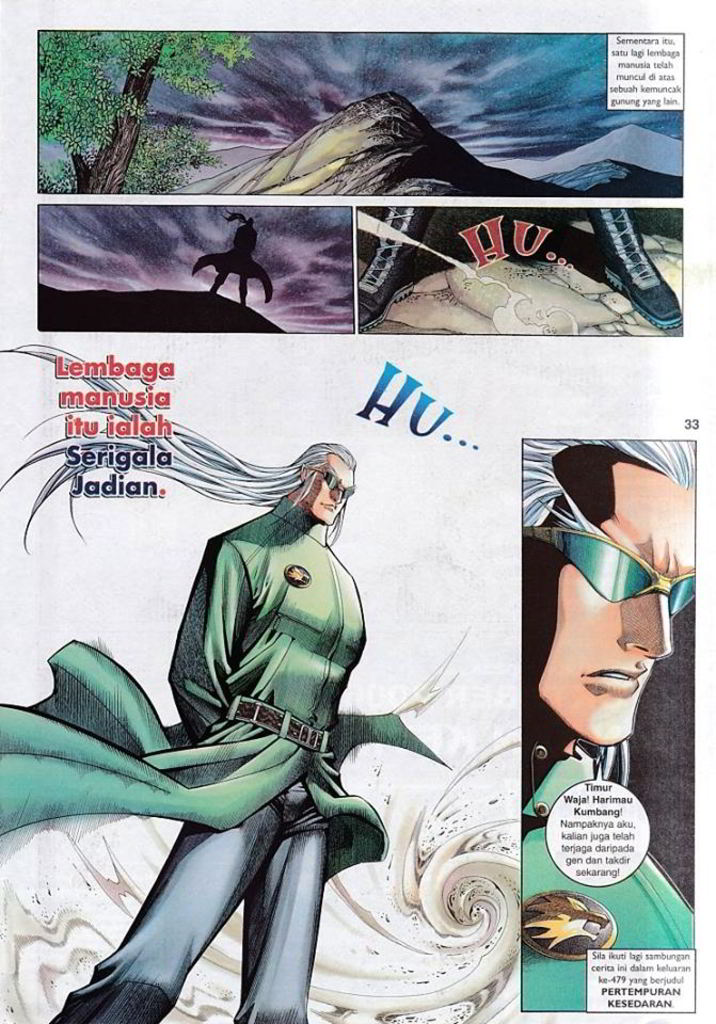 Sementara itu,
satu lagi lembaga
manusia telah
muncul di atas
sebuah kemuncak
gunung yang lain.
HU...
HU...
Lembaga
manusia
itu ialah
Serigala
Jadian.
33
Timur
Waja! Harimau
Kumbang!
Nampaknya aku,
kalian juga telah
terjaga daripada
gen dan takdir
sekarang!
Sila ikuti lagi sambungan
cerita ini dalam keluaran
ke-479 yang berjudul
PERTEMPURAN
KESEDARAN.